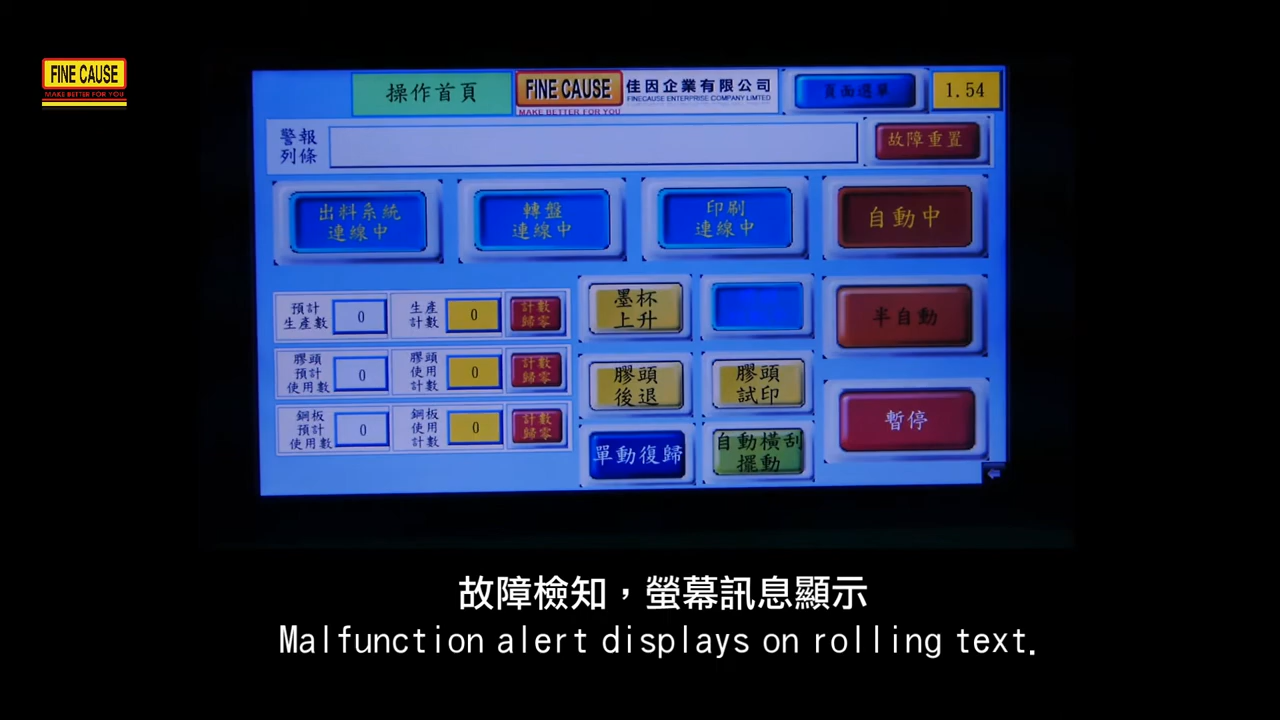 FINE CAUSE
MAKE BETTER FOR YOU
操作首頁
FINE CAUSE
MAKE BETTER FOR YOU
佳因企業有限公司
FINECAUSE ENTERPRISE COMPANY LIMTED
頁面選單
1.54
警報
列條
故障重置
出料系統
連線中
轉盤
連線中
印刷
連線中
自動中
預計
生產數
0
生產
計數
0
計數
歸零
墨杯
上升
半自動
膠頭
預計
使用數
0
膠頭
使用
計數
0
計數
歸零
膠頭
後退
膠頭
試印
鋼板
預計
使用數
0
鋼板
使用
計數
0
計數
歸零
單動復歸
自動橫刮
擺動
暫停
故障檢知，螢幕訊息顯示
Malfunction alert displays on rolling text.